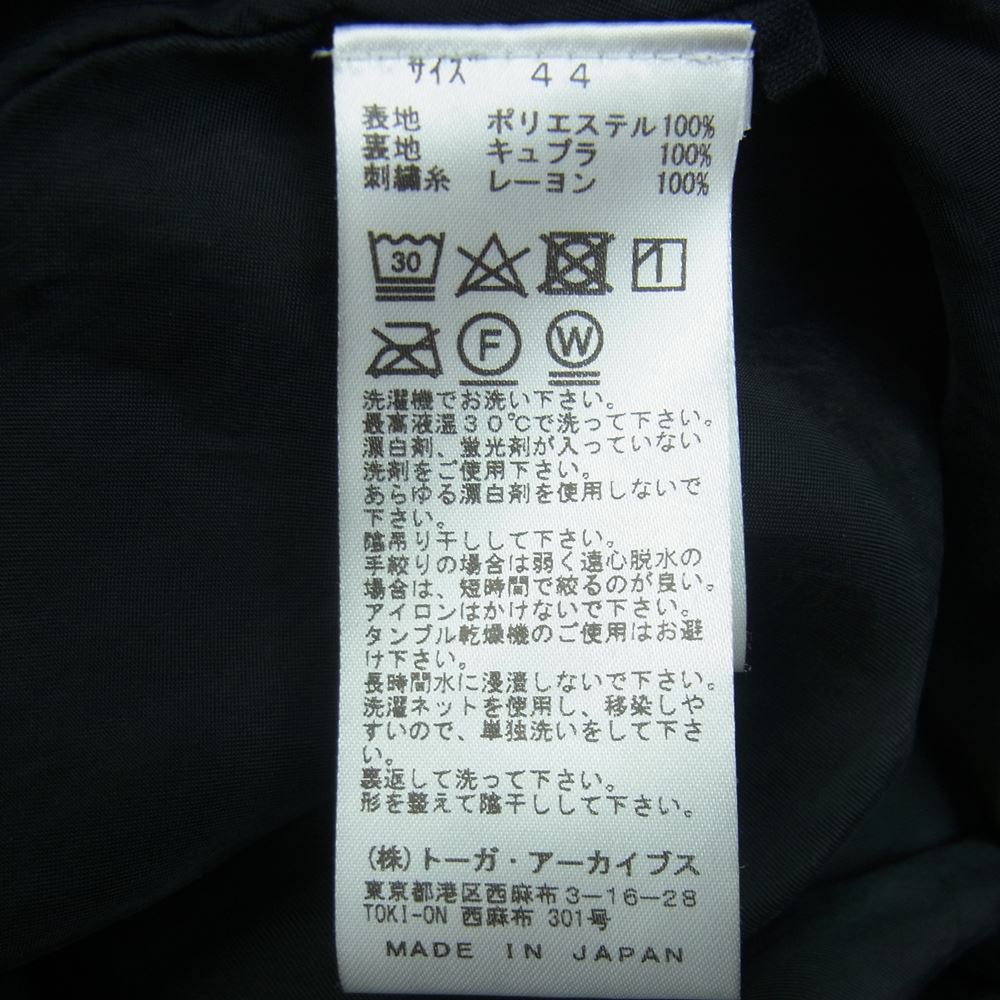 サイズ 44
表地 ポリエステル100%
裏地 キュプラ 100%
刺繍糸 レーヨン 100%
30
F W
洗濯機でお洗い下さい。
最高液温30℃で洗って下さい。
漂白剤、蛍光剤が入っていない
洗剤をご使用下さい。
あらゆる漂白剤を使用しないで
下さい。
陰吊り干しして下さい。
手絞りの場合は弱く遠心脱水の
場合は、短時間で絞るのが良い。
アイロンはかけないで下さい。
タンブル乾燥機のご使用はお避
け下さい。
長時間水に浸漬しないで下さい。
洗濯ネットを使用し、移染しや
すいので、単独洗いをして下さ
い。
裏返して洗って下さい。
形を整えて陰干しして下さい。
(株)トーガ・アーカイブス
東京都港区西麻布3-16-28
TOKI-ON 西麻布 301号
MADE IN JAPAN